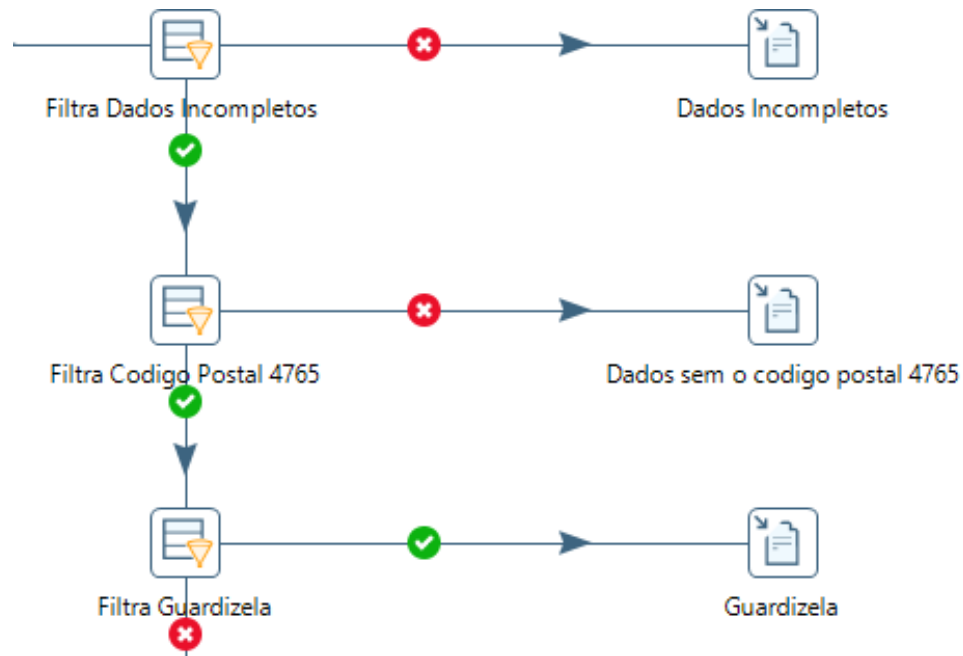 Filtra Dados Incompletos
Dados Incompletos
Filtra Codigo Postal 4765
Dados sem o codigo postal 4765
Filtra Guardizela
Guardizela